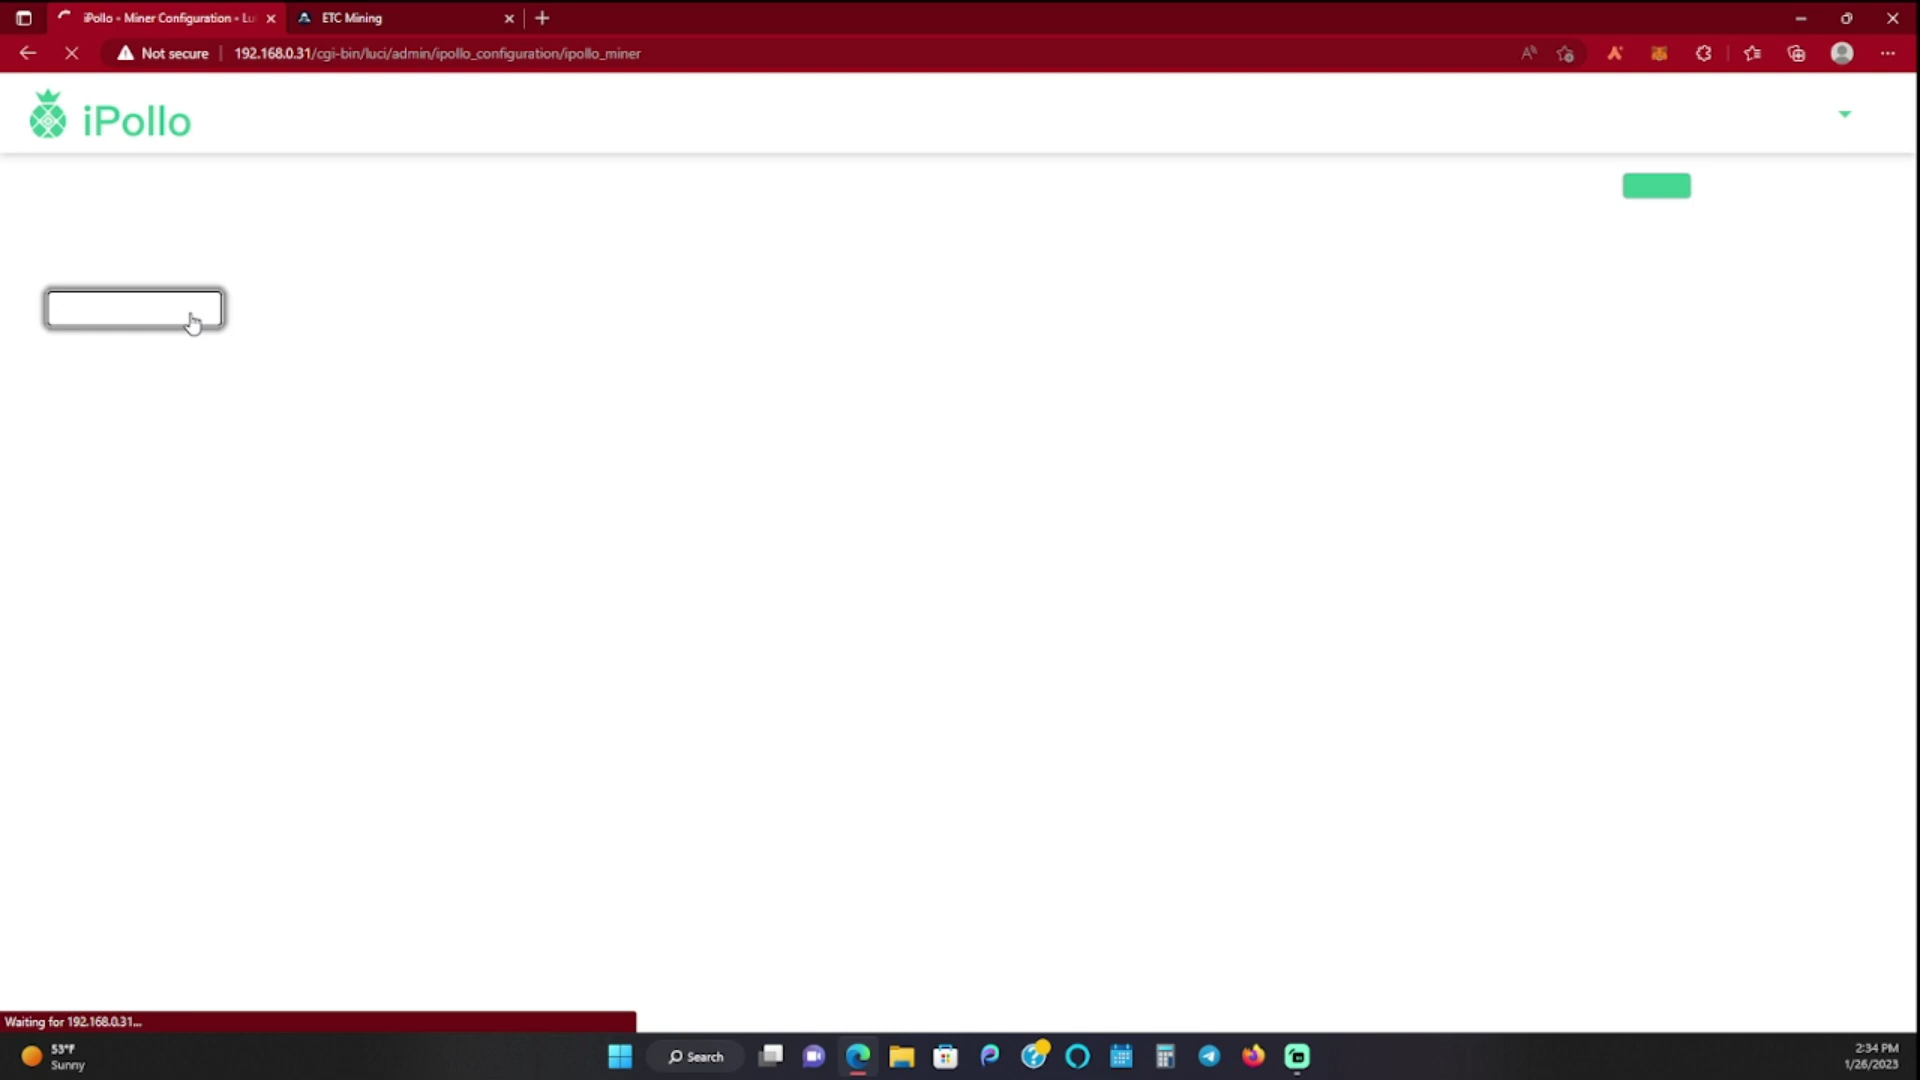 iPollo - Miner Configuration - Lu
ETC Mining
Not secure
192.168.0.31/cgi-bin/luci/admin/ipollo_configuration/ipollo_miner
iPollo
Waiting for 192.168.0.31...
53°F
Sunny
Search
2:34 PM
1/26/2023